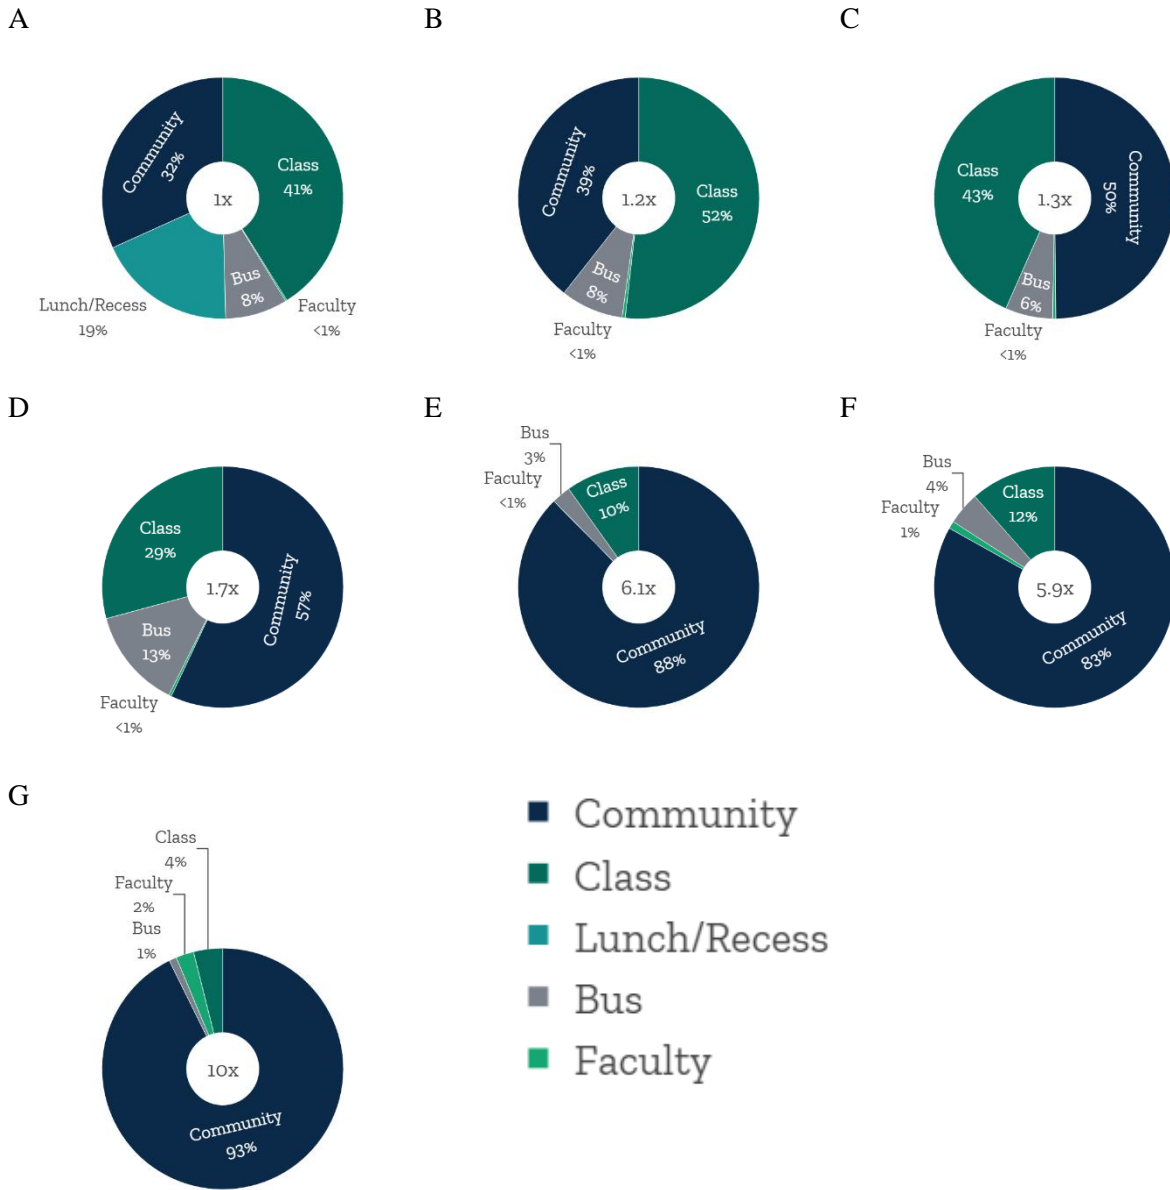 A
Community
32%
Class
41%
1x
Bus
8%
Lunch/Recess
19%
Faculty
<1%
B
Community
39%
Class
52%
1.2x
Bus
8%
Faculty
<1%
C
Class
43%
Community
50%
1.3x
Bus
6%
Faculty
<1%
D
Class
29%
Community
57%
1.7x
Bus
13%
Faculty
<1%
E
Bus
3%
Faculty
<1%
Class
10%
6.1x
Community
88%
F
Bus
4%
Faculty
1%
Class
12%
5.9x
Community
83%
G
Class
4%
Faculty
2%
Bus
1%
10x
Community
93%
Community
Class
Lunch/Recess
Bus
Faculty